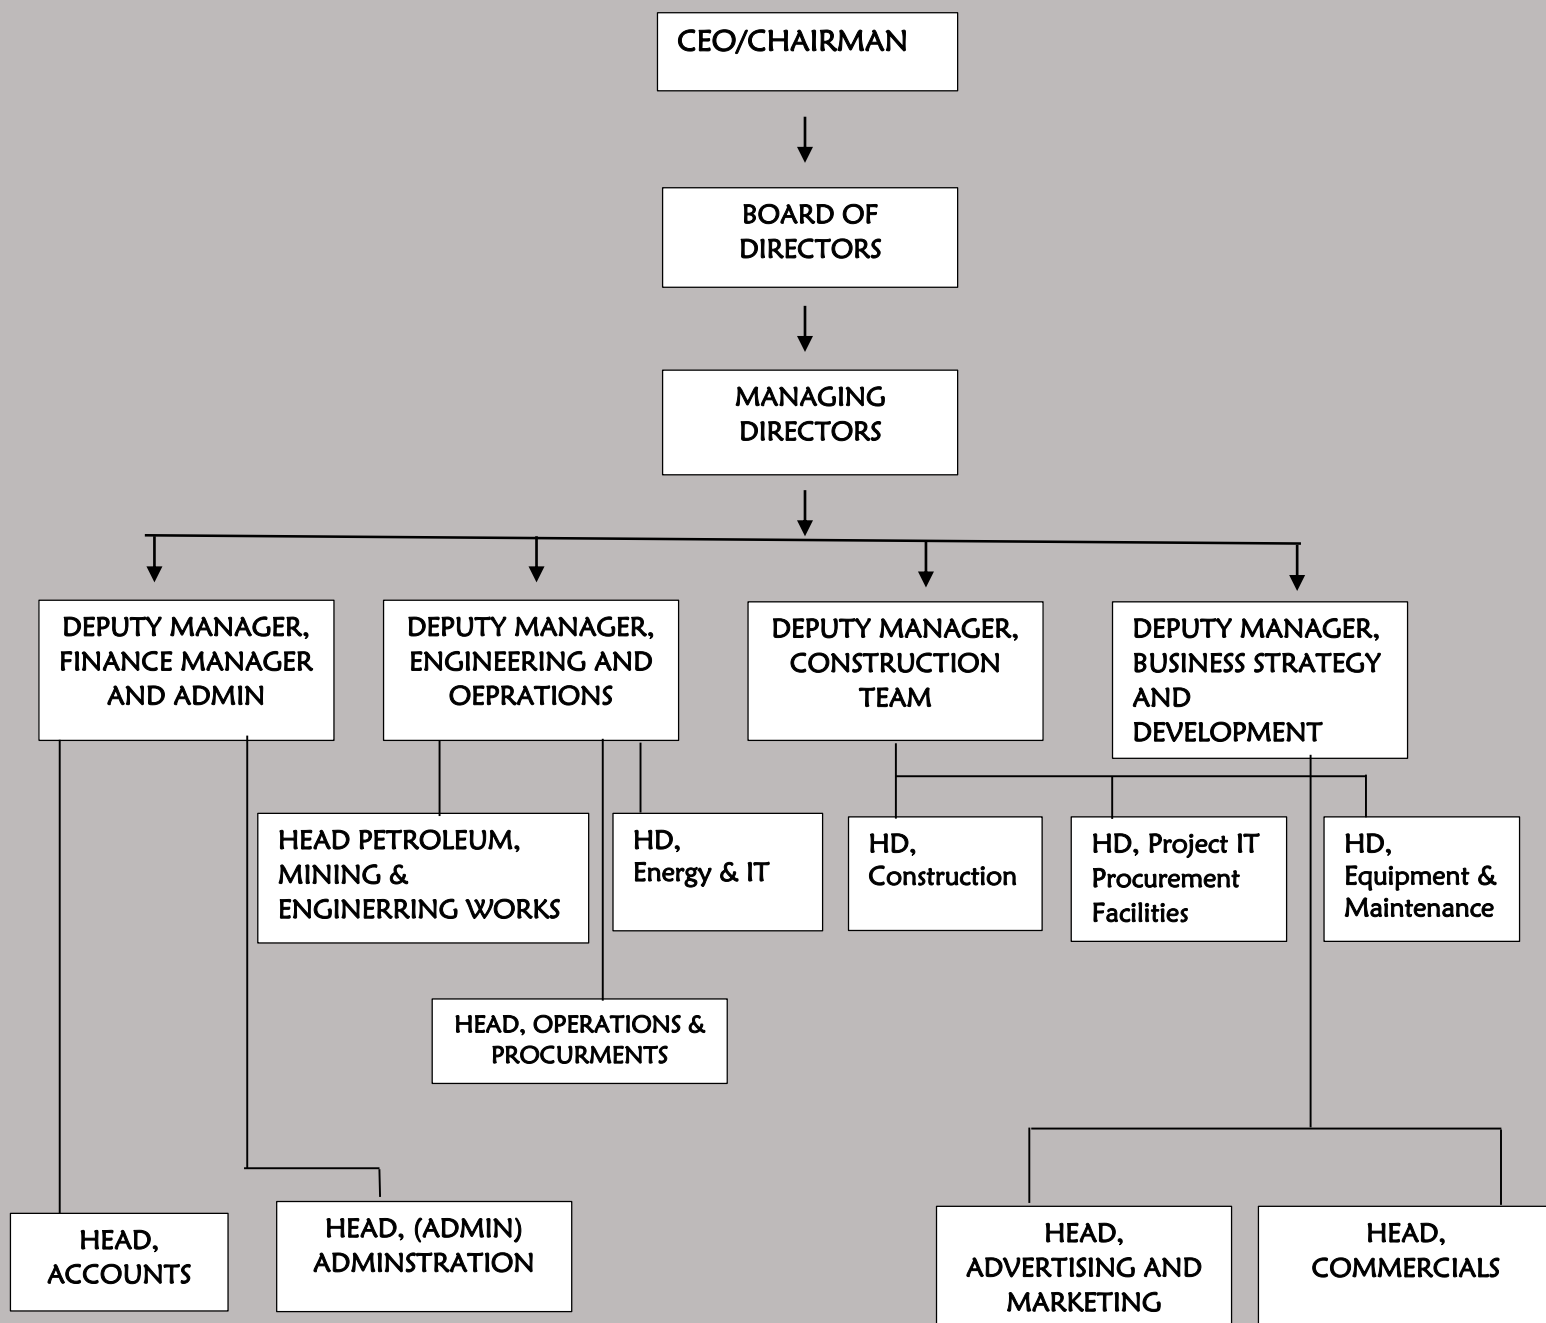 CEO/CHAIRMAN
BOARD OF
DIRECTORS
MANAGING
DIRECTORS
DEPUTY MANAGER,
FINANCE MANAGER
AND ADMIN
DEPUTY MANAGER,
ENGINEERING AND
OEPRATIONS
DEPUTY MANAGER,
CONSTRUCTION
TEAM
DEPUTY MANAGER,
BUSINESS STRATEGY
AND
DEVELOPMENT
HEAD PETROLEUM,
MINING &
ENGINERRING WORKS
HD,
Energy & IT
HD,
Construction
HD, Project IT
Procurement
Facilities
HD,
Equipment &
Maintenance
HEAD, OPERATIONS &
PROCURMENTS
HEAD,
ACCOUNTS
HEAD, (ADMIN)
ADMINSTRATION
HEAD,
ADVERTISING AND
MARKETING
HEAD,
COMMERCIALS